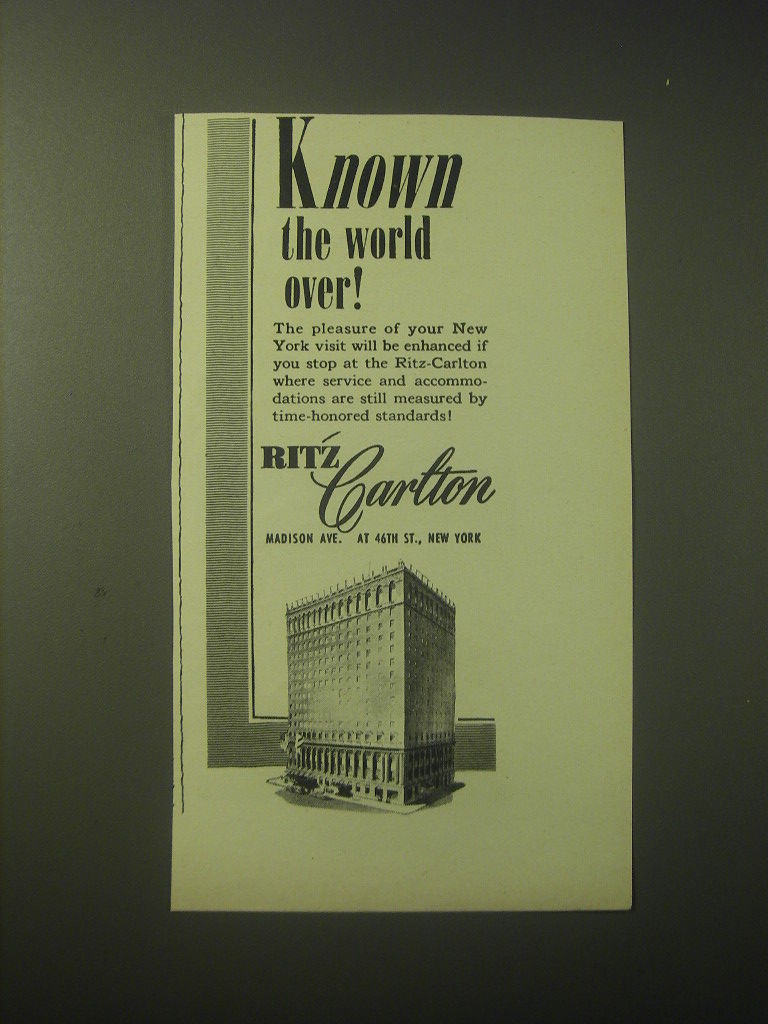 Known
the world
over!
The pleasure of your New
York visit will be enhanced if
you stop at the Ritz-Carlton
where service and accommo-
dations are still measured by
time-honored standards!
RITZ
Carlton
MADISON AVE. AT 46TH ST., NEW YORK